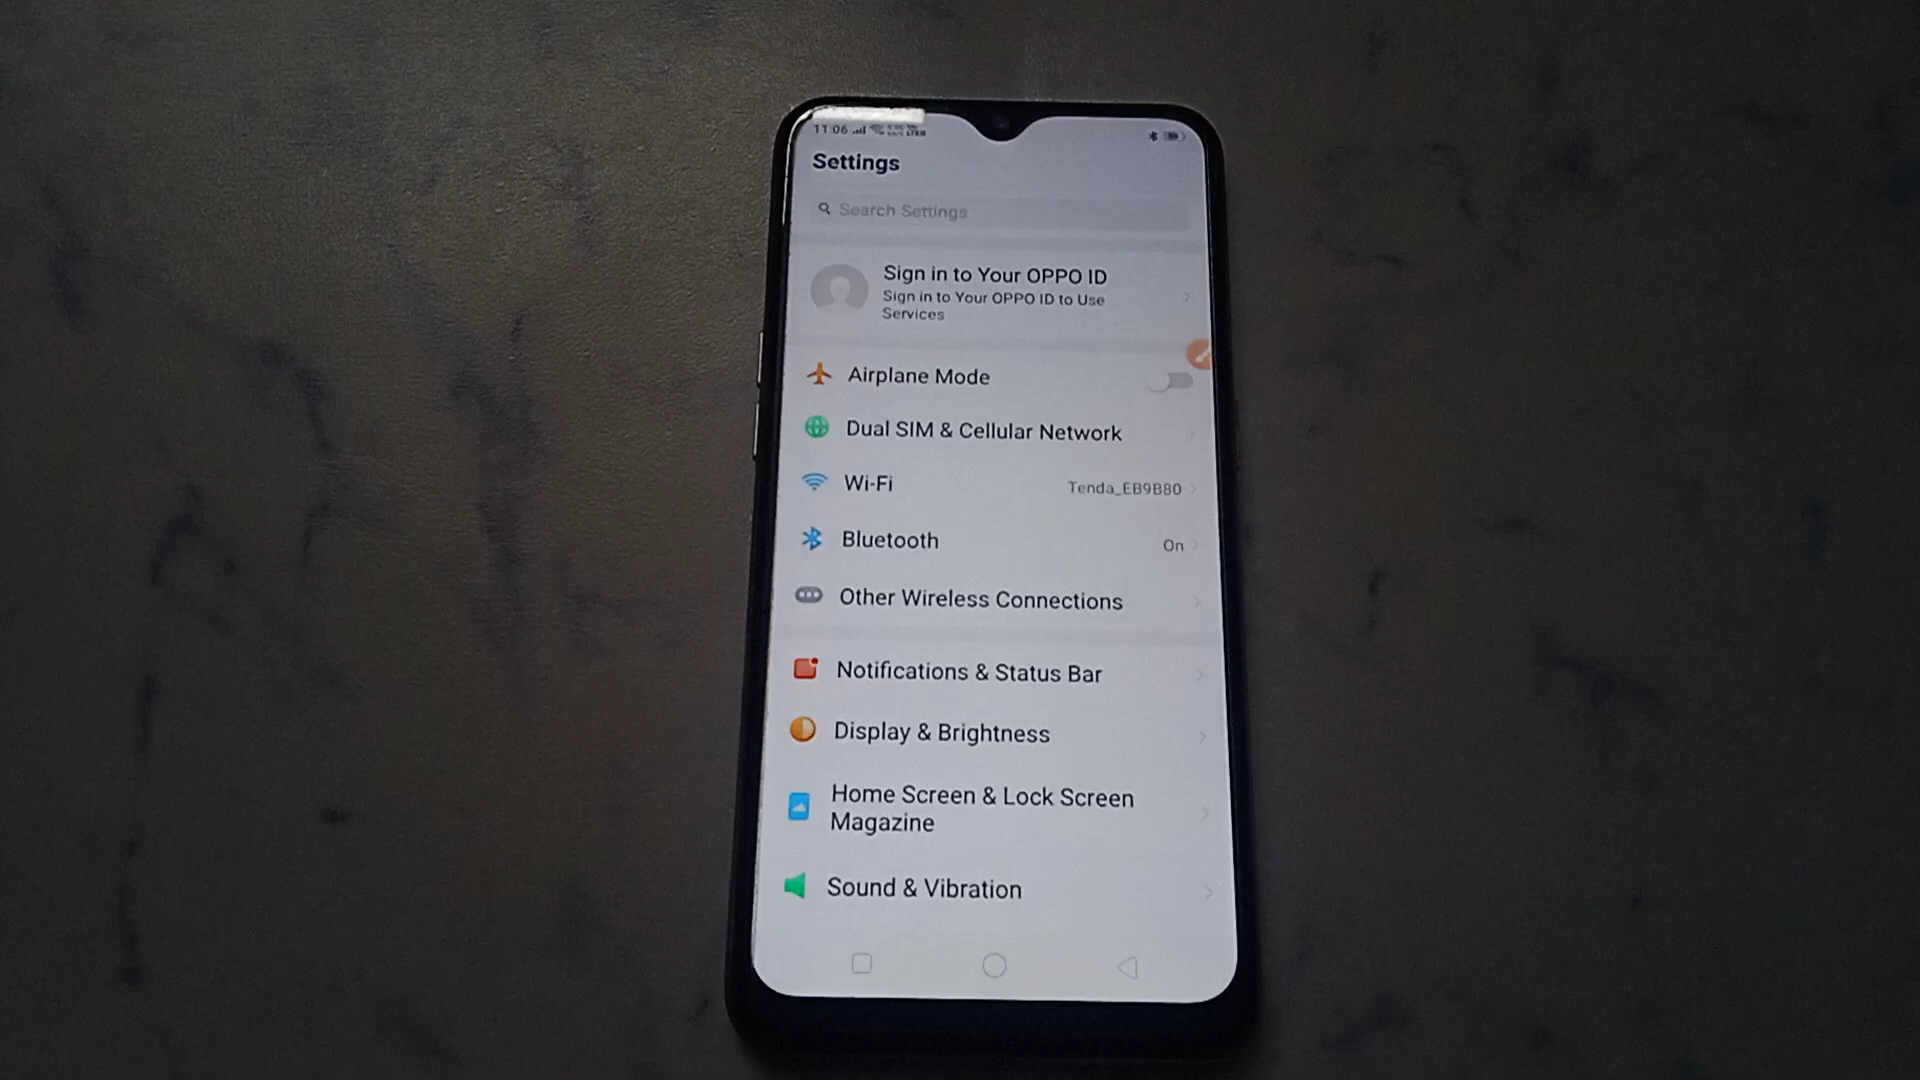 11:06
Settings
Search Settings
Sign in to Your OPPO ID
Sign in to Your OPPO ID to Use
Services
Airplane Mode
Dual SIM & Cellular Network
Wi-Fi
Tenda_EB9B80
Bluetooth
On
Other Wireless Connections
Notifications & Status Bar
Display & Brightness
Home Screen & Lock Screen
Magazine
Sound & Vibration